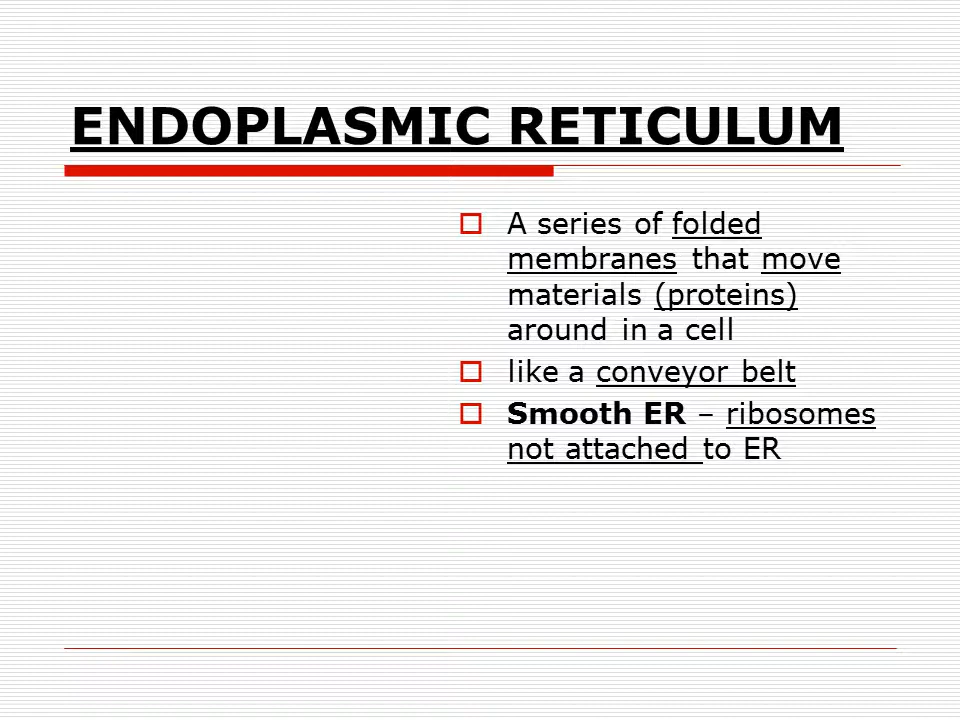 ENDOPLASMIC RETICULUM
A series of folded
membranes that move
materials (proteins)
around in a cell
like a conveyor belt
Smooth ER – ribosomes
not attached to ER